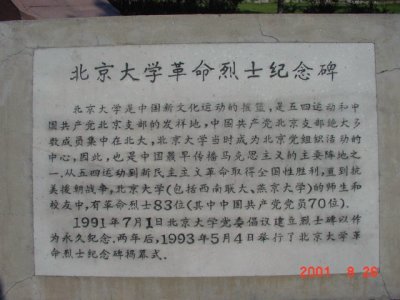 北京大学革命烈士纪念碑
北京大学是中国新文化运动的摇篮，是五四运动和中
国共产党北京支部的发祥地，中国共产党北京支部绝大多
数成员集中在北大，北京大学当时成为北京党组织活动的
中心，因此，也是中国最早传播马克思主义的主要阵地之
一。从五四运动到新民主主义革命取得全国性胜利，直到抗
美援朝战争，北京大学(包括西南联大、燕京大学)的师生和
校友中，有革命烈士83位(其中中国共产党党员70位)。
1991年7月1日北京大学党委倡议建立烈士碑以作
为永久纪念，两年后，1993年5月4日举行了北京大学革
命烈士纪念碑揭幕式。
2001 8 26